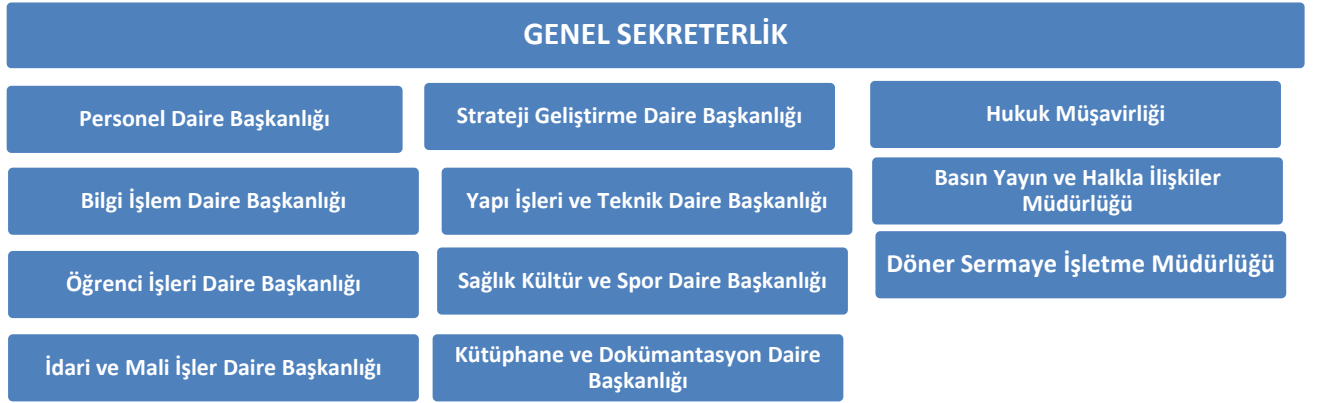 GENEL SEKRETERLİK
Personel Daire Başkanlığı
Strateji Geliştirme Daire Başkanlığı
Hukuk Müşavirliği
Bilgi İşlem Daire Başkanlığı
Yapı İşleri ve Teknik Daire Başkanlığı
Basın Yayın ve Halkla İlişkiler
Müdürlüğü
Öğrenci İşleri Daire Başkanlığı
Sağlık Kültür ve Spor Daire Başkanlığı
Döner Sermaye İşletme Müdürlüğü
İdari ve Mali İşler Daire Başkanlığı
Kütüphane ve Dokümantasyon Daire
Başkanlığı